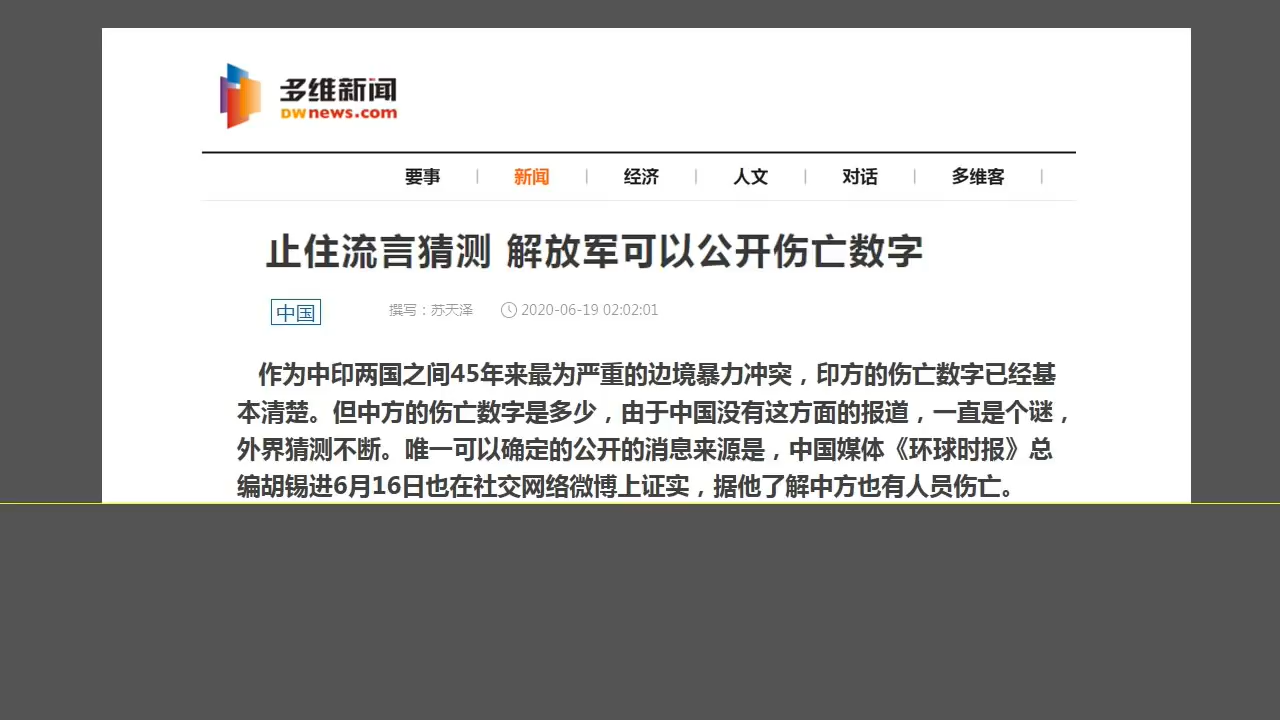 多维新闻
DWnews.com
要事 | 新闻 | 经济 | 人文 | 对话 | 多维客 |
止住流言猜测 解放军可以公开伤亡数字
中国 撰写：苏天泽 2020-06-19 02:02:01
作为中印两国之间45年来最为严重的边境暴力冲突，印方的伤亡数字已经基
本清楚。但中方的伤亡数字是多少，由于中国没有这方面的报道，一直是个谜，
外界猜测不断。唯一可以确定的公开的消息来源是，中国媒体《环球时报》总
编胡锡进6月16日也在社交网络微博上证实，据他了解中方也有人员伤亡。